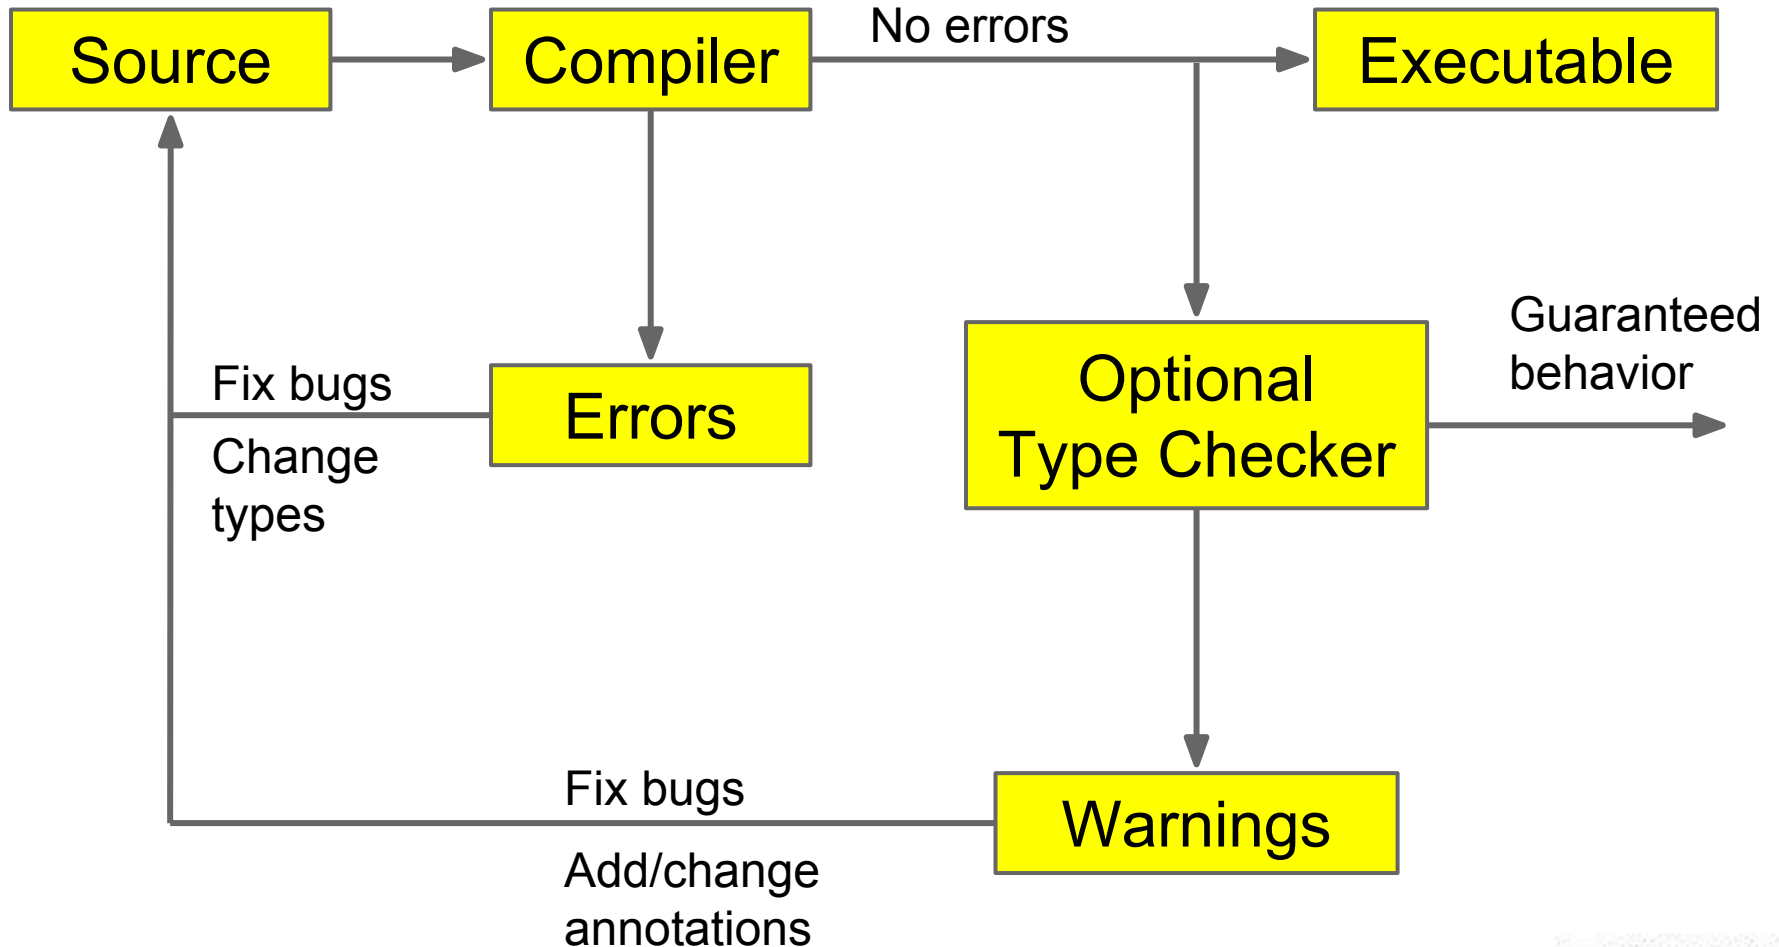 Source
Compiler
No errors
Executable
Guaranteed
behavior
Optional
Type Checker
Fix bugs
Errors
Change
types
Fix bugs
Warnings
Add/change
annotations